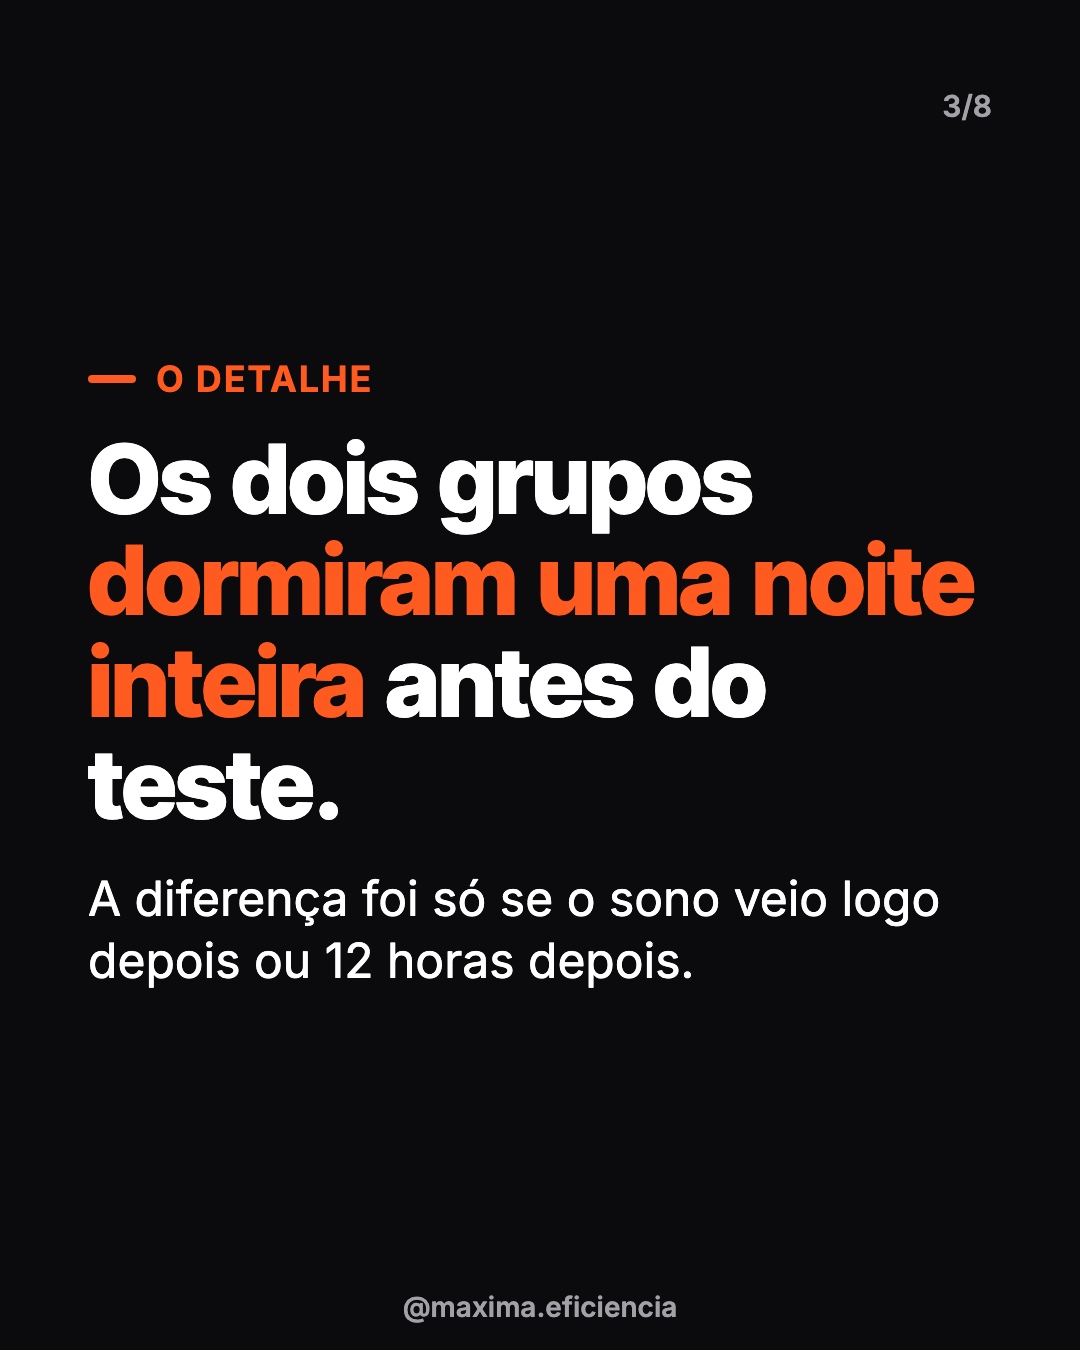 3/8
O DETALHE
Os dois grupos
dormiram uma noite
inteira antes do
teste.
A diferença foi só se o sono veio logo
depois ou 12 horas depois.
@maxima.eficiencia